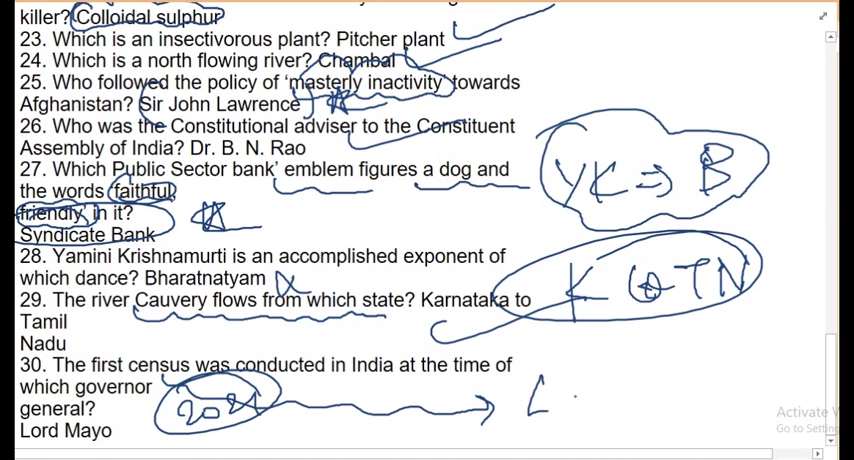 killer? Colloidal sulphur
23. Which is an insectivorous plant? Pitcher plant
24. Which is a north flowing river? Chambal
25. Who followed the policy of 'masterly inactivity' towards
Afghanistan? Sir John Lawrence
26. Who was the Constitutional adviser to the Constituent
Assembly of India? Dr. B. N. Rao
27. Which Public Sector bank' emblem figures a dog and
the words 'faithful,
friendly' in it?
Syndicate Bank
YK ⇒ B
28. Yamini Krishnamurti is an accomplished exponent of
which dance? Bharatnatyam
29. The river Cauvery flows from which state? Karnataka to
Tamil
Nadu
K TN
30. The first census was conducted in India at the time of
which governor
general?
Lord Mayo
Activate
Go to Settin